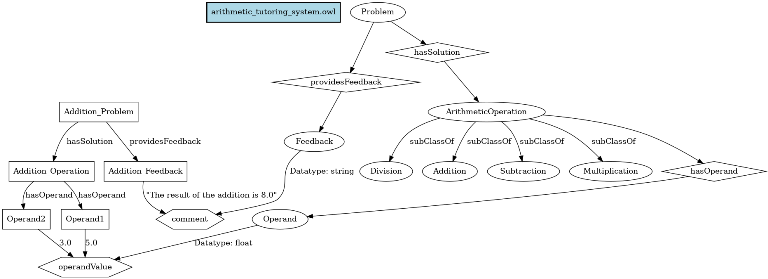 arithmetic_tutoring_system.owl
Problem
hasSolution
providesFeedback
Addition_Problem
ArithmeticOperation
hasSolution
providesFeedback
Feedback
subClassOf
subClassOf
subClassOf
subClassOf
Addition Operation
Addition Feedback
Datatype: string
Division
Addition
Subtraction
Multiplication
hasOperand
hasOperand
hasOperand
"The result of the addition is 8.0"
Operand2
Operand1
comment
Operand
3.0
5.0
Datatype: float
operandValue